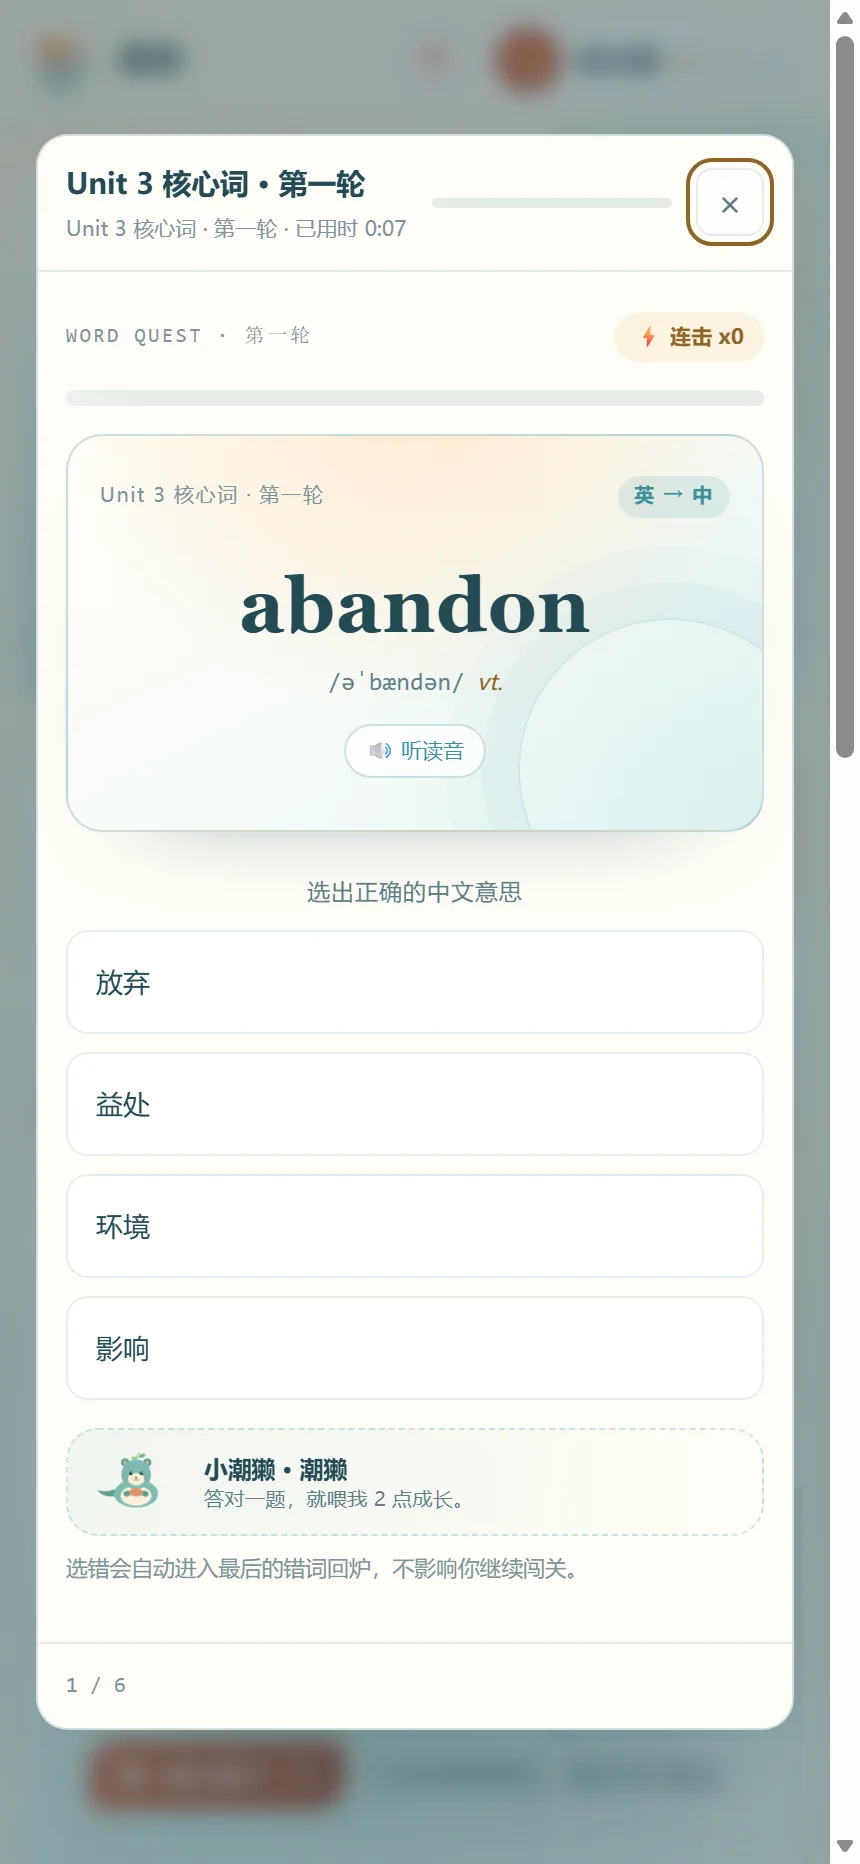 Unit 3 核心词 • 第一轮
Unit 3 核心词 · 第一轮 · 已用时 0:07
×
WORD QUEST · 第一轮
连击 x0
Unit 3 核心词 · 第一轮
英 → 中
abandon
/əˈbændən/ vt.
听读音
选出正确的中文意思
放弃
益处
环境
影响
小潮獭 • 潮獭
答对一题，就喂我 2 点成长。
选错会自动进入最后的错词回炉，不影响你继续闯关。
1 / 6